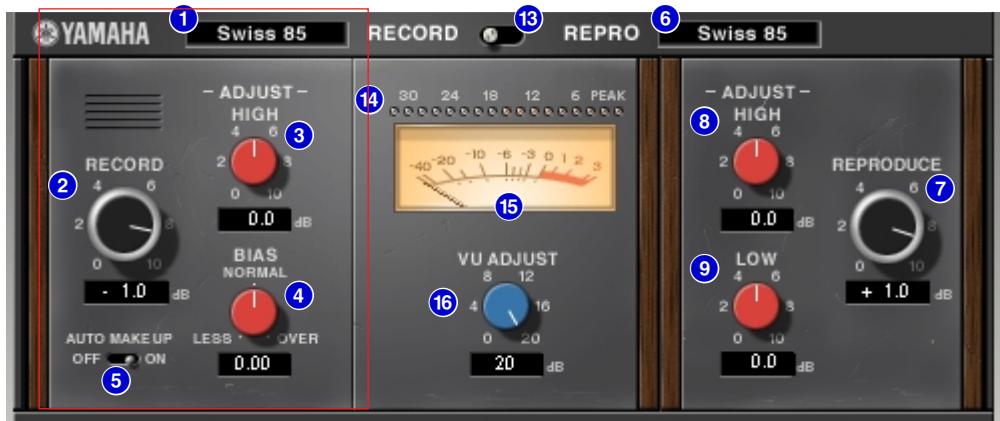 YAMAHA 1 Swiss 85 RECORD 13 REPRO 6 Swiss 85
- ADJUST -
HIGH
4 6
3
2 8
0 10
0.0 dB
RECORD
2
4 6
2 8
0 10
- 1.0 dB
BIAS
NORMAL
4
LESS OVER
0.00
AUTO MAKE UP
OFF ON
5
14 30 24 18 12 6 PEAK
-40 -20 -10 -6 -3 0 1 2 3
15
VU ADJUST
8 12
16 4 16
0 20
20 dB
- ADJUST -
8 HIGH
4 6
2 8
0 10
0.0 dB
9 LOW
4 6
2 8
0 10
0.0 dB
REPRODUCE
4 6 7
2 8
0 10
+ 1.0 dB